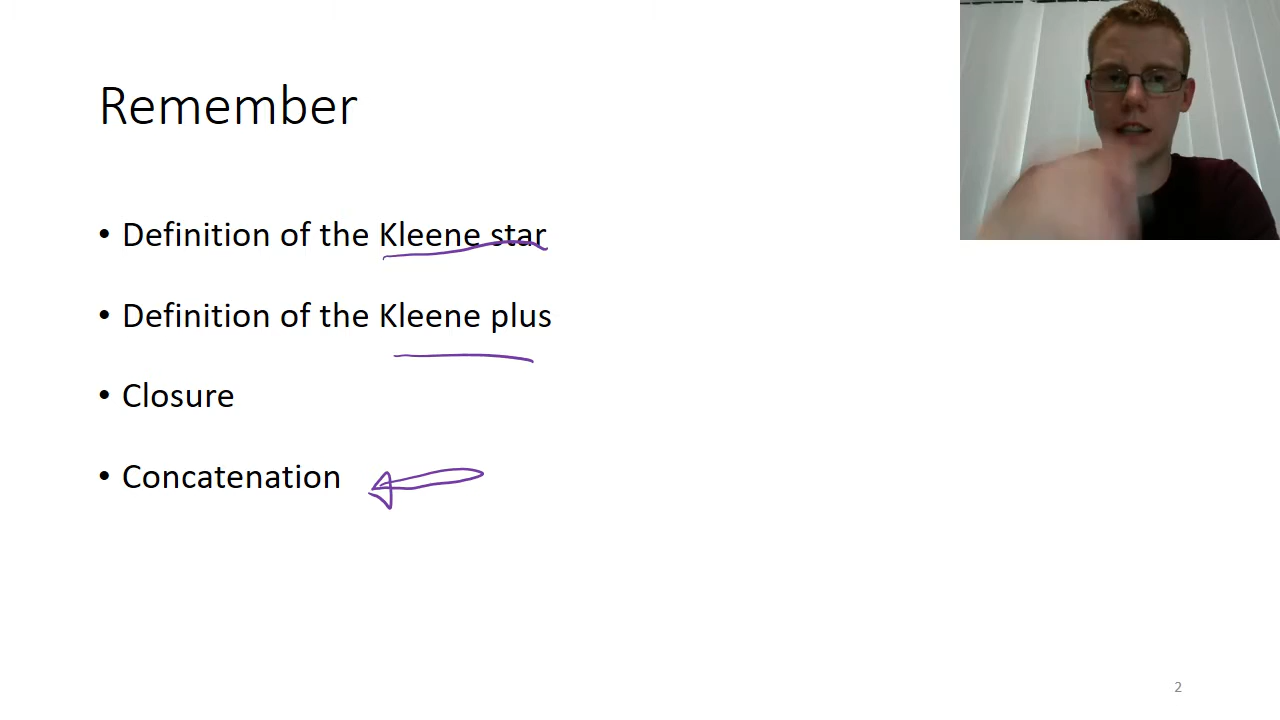 Remember
• Definition of the Kleene star
• Definition of the Kleene plus
• Closure
• Concatenation
2